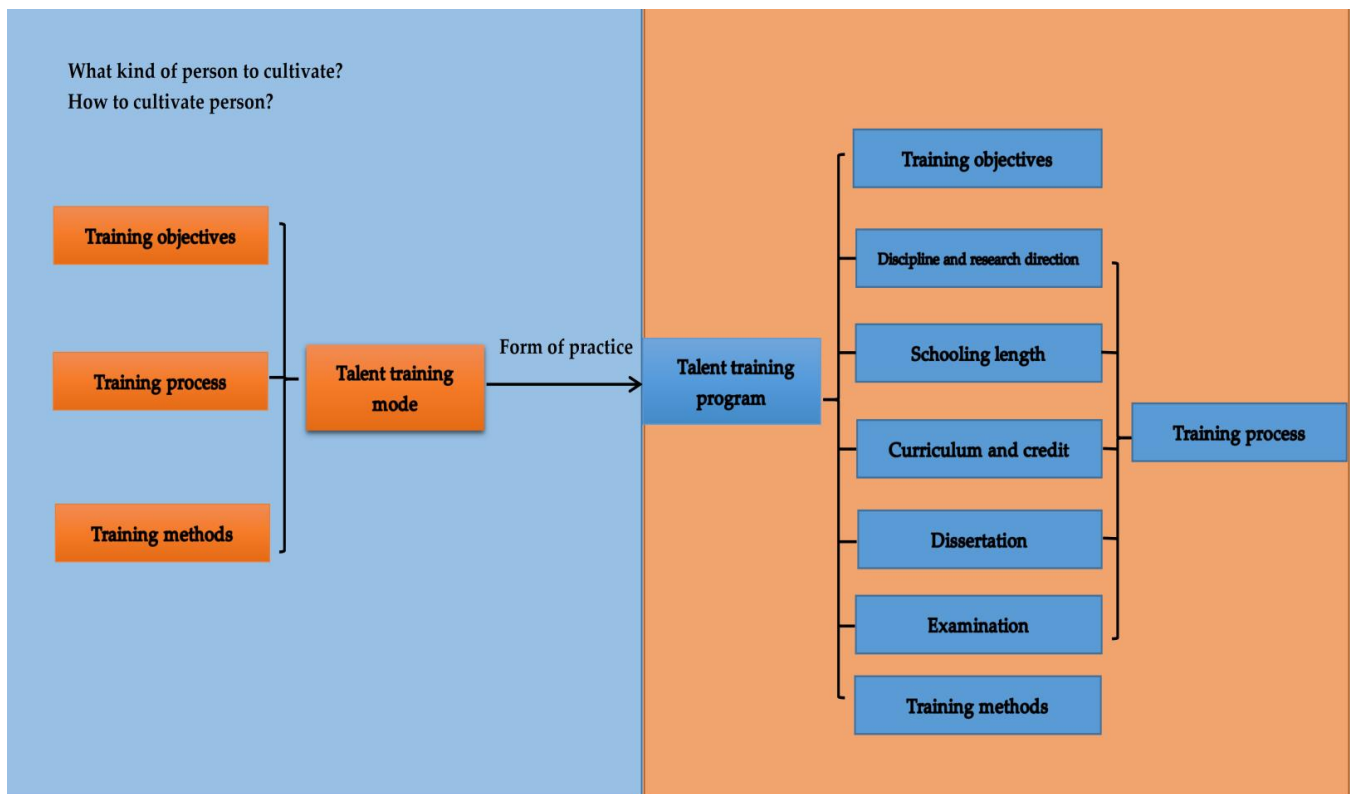 What kind of person to cultivate?
How to cultivate person?
Training objectives
Training process
Training methods
Talent training
mode
Form of practice
Talent training
program
Training objectives
Discipline and research direction
Schooling length
Curriculum and credit
Dissertation
Examination
Training methods
Training process